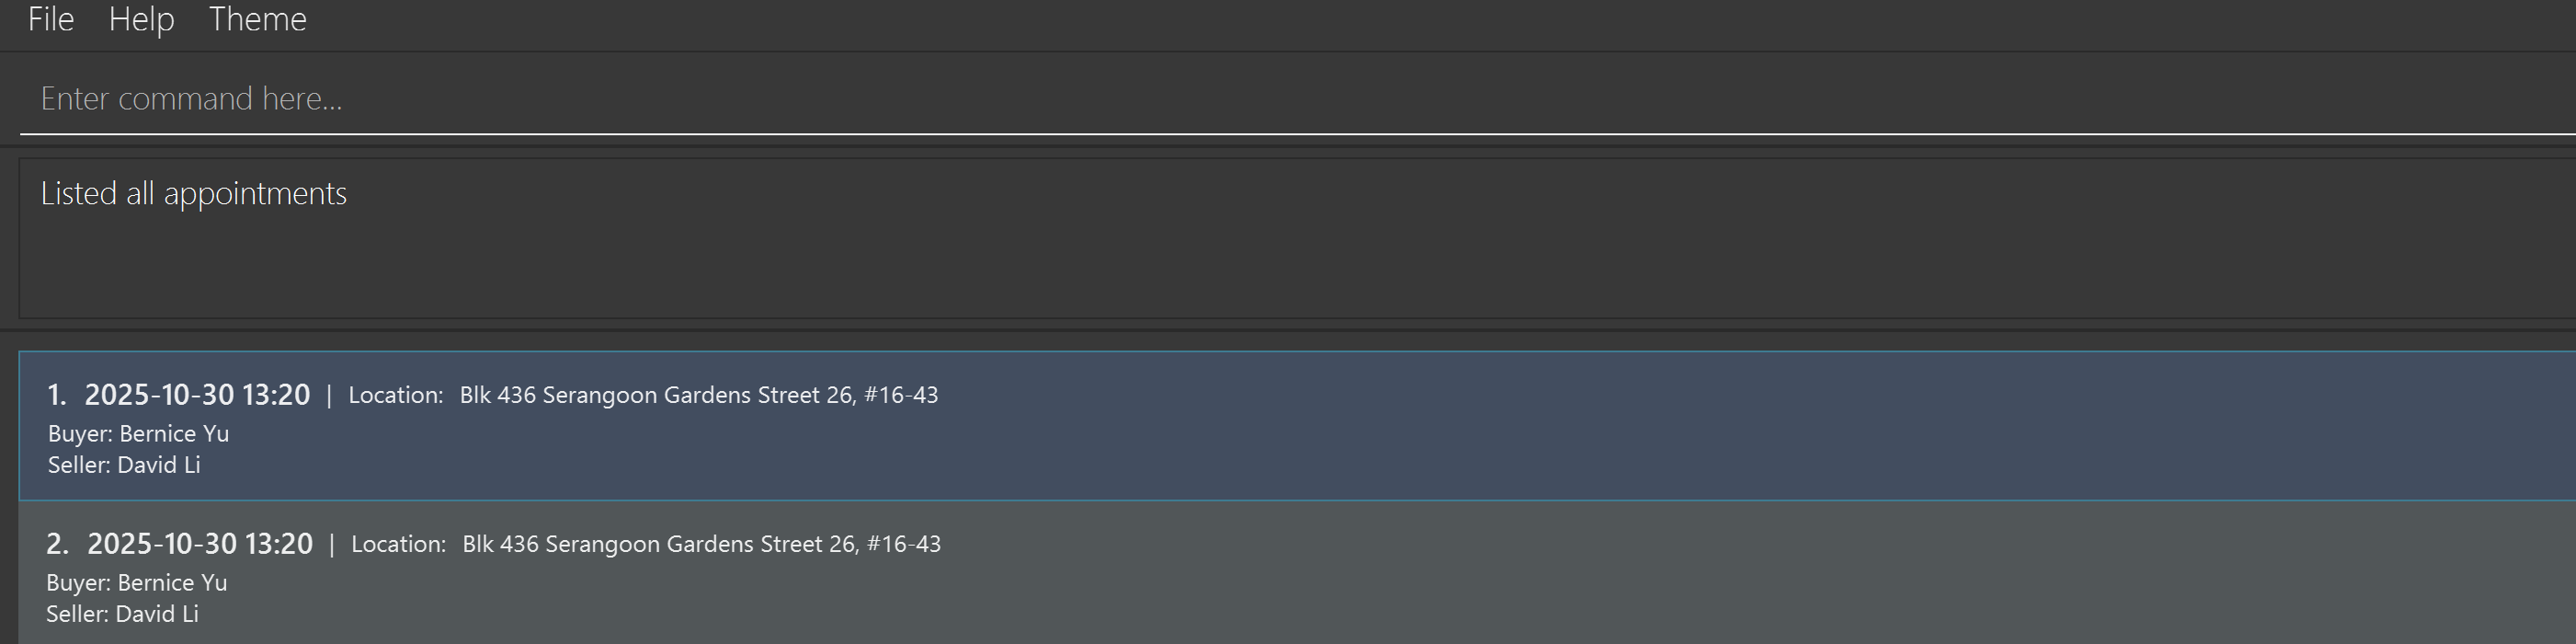 File Help Theme
Enter command here...
Listed all appointments
1. 2025-10-30 13:20 | Location: Blk 436 Serangoon Gardens Street 26, #16-43
Buyer: Bernice Yu
Seller: David Li
2. 2025-10-30 13:20 | Location: Blk 436 Serangoon Gardens Street 26, #16-43
Buyer: Bernice Yu
Seller: David Li